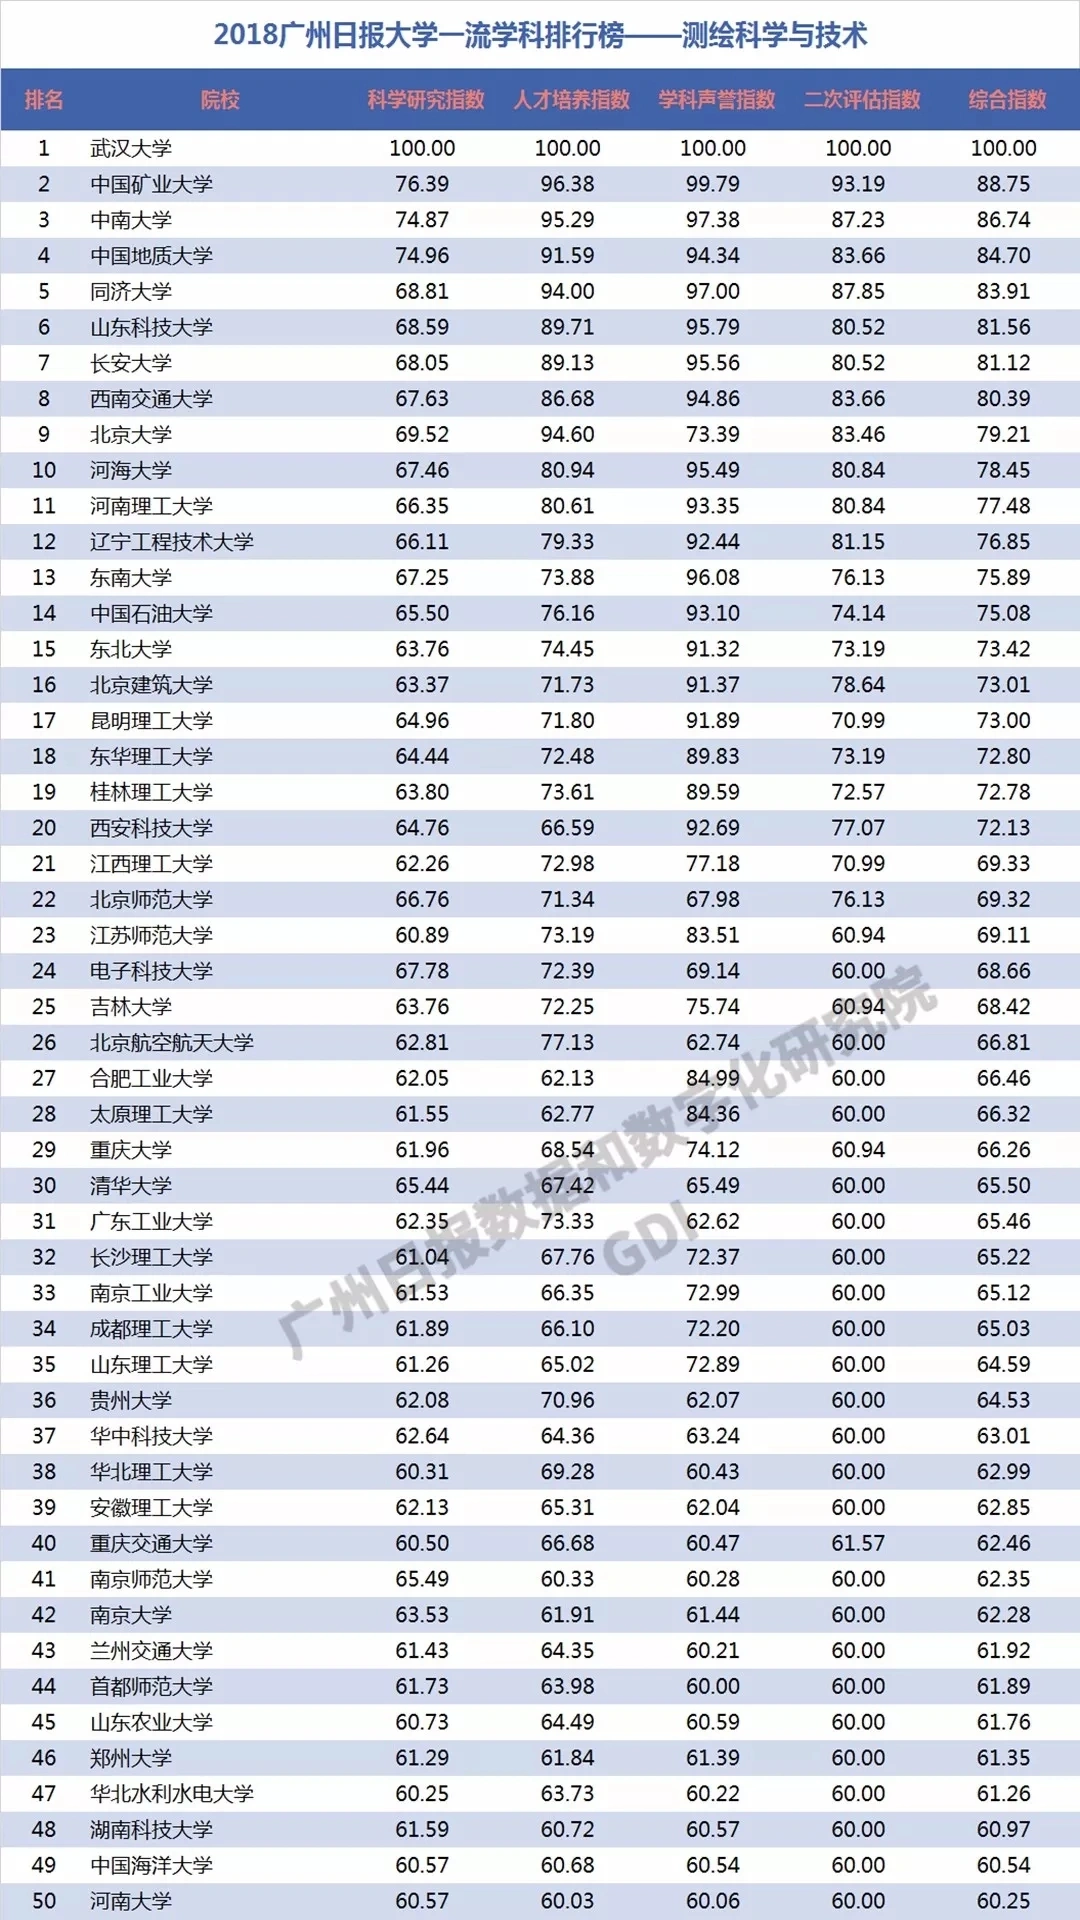 2018广州日报大学一流学科排行榜——测绘科学与技术
排名 院校 科学研究指数 人才培养指数 学科声誉指数 二次评估指数 综合指数
1 武汉大学 100.00 100.00 100.00 100.00 100.00
2 中国矿业大学 76.39 96.38 99.79 93.19 88.75
3 中南大学 74.87 95.29 97.38 87.23 86.74
4 中国地质大学 74.96 91.59 94.34 83.66 84.70
5 同济大学 68.81 94.00 97.00 87.85 83.91
6 山东科技大学 68.59 89.71 95.79 80.52 81.56
7 长安大学 68.05 89.13 95.56 80.52 81.12
8 西南交通大学 67.63 86.68 94.86 83.66 80.39
9 北京大学 69.52 94.60 73.39 83.46 79.21
10 河海大学 67.46 80.94 95.49 80.84 78.45
11 河南理工大学 66.35 80.61 93.35 80.84 77.48
12 辽宁工程技术大学 66.11 79.33 92.44 81.15 76.85
13 东南大学 67.25 73.88 96.08 76.13 75.89
14 中国石油大学 65.50 76.16 93.10 74.14 75.08
15 东北大学 63.76 74.45 91.32 73.19 73.42
16 北京建筑大学 63.37 71.73 91.37 78.64 73.01
17 昆明理工大学 64.96 71.80 91.89 70.99 73.00
18 东华理工大学 64.44 72.48 89.83 73.19 72.80
19 桂林理工大学 63.80 73.61 89.59 72.57 72.78
20 西安科技大学 64.76 66.59 92.69 77.07 72.13
21 江西理工大学 62.26 72.98 77.18 70.99 69.33
22 北京师范大学 66.76 71.34 67.98 76.13 69.32
23 江苏师范大学 60.89 73.19 83.51 60.94 69.11
24 电子科技大学 67.78 72.39 69.14 60.00 68.66
25 吉林大学 63.76 72.25 75.74 60.94 68.42
26 北京航空航天大学 62.81 77.13 62.74 60.00 66.81
27 合肥工业大学 62.05 62.13 84.99 60.00 66.46
28 太原理工大学 61.55 62.77 84.36 60.00 66.32
29 重庆大学 61.96 68.54 74.12 60.94 66.26
30 清华大学 65.44 67.42 65.49 60.00 65.50
31 广东工业大学 62.35 73.33 62.62 60.00 65.46
32 长沙理工大学 61.04 67.76 72.37 60.00 65.22
33 南京工业大学 61.53 66.35 72.99 60.00 65.12
34 成都理工大学 61.89 66.10 72.20 60.00 65.03
35 山东理工大学 61.26 65.02 72.89 60.00 64.59
36 贵州大学 62.08 70.96 62.07 60.00 64.53
37 华中科技大学 62.64 64.36 63.24 60.00 63.01
38 华北理工大学 60.31 69.28 60.43 60.00 62.99
39 安徽理工大学 62.13 65.31 62.04 60.00 62.85
40 重庆交通大学 60.50 66.68 60.47 61.57 62.46
41 南京师范大学 65.49 60.33 60.28 60.00 62.35
42 南京大学 63.53 61.91 61.44 60.00 62.28
43 兰州交通大学 61.43 64.35 60.21 60.00 61.92
44 首都师范大学 61.73 63.98 60.00 60.00 61.89
45 山东农业大学 60.73 64.49 60.59 60.00 61.76
46 郑州大学 61.29 61.84 61.39 60.00 61.35
47 华北水利水电大学 60.25 63.73 60.22 60.00 61.26
48 湖南科技大学 61.59 60.72 60.57 60.00 60.97
49 中国海洋大学 60.57 60.68 60.54 60.00 60.54
50 河南大学 60.57 60.03 60.06 60.00 60.25
广州日报数据和数字化研究院
GDI